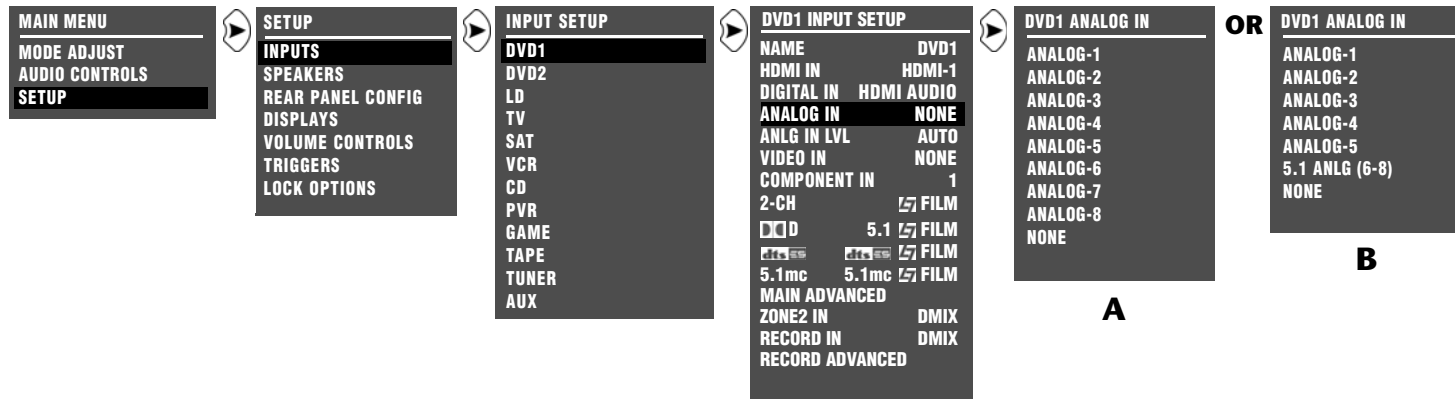 MAIN MENU
MODE ADJUST
AUDIO CONTROLS
SETUP
SETUP
INPUTS
SPEAKERS
REAR PANEL CONFIG
DISPLAYS
VOLUME CONTROLS
TRIGGERS
LOCK OPTIONS
INPUT SETUP
DVD1
DVD2
LD
TV
SAT
VCR
CD
PVR
GAME
TAPE
TUNER
AUX
DVD1 INPUT SETUP
NAME DVD1
HDMI IN HDMI-1
DIGITAL IN HDMI AUDIO
ANALOG IN NONE
ANLG IN LVL AUTO
VIDEO IN NONE
COMPONENT IN 1
2-CH FILM
D 5.1 FILM
dts ES dts ES FILM
5.1mc 5.1mc FILM
MAIN ADVANCED
ZONE2 IN DMIX
RECORD IN DMIX
RECORD ADVANCED
DVD1 ANALOG IN
ANALOG-1
ANALOG-2
ANALOG-3
ANALOG-4
ANALOG-5
ANALOG-6
ANALOG-7
ANALOG-8
NONE
A
OR
DVD1 ANALOG IN
ANALOG-1
ANALOG-2
ANALOG-3
ANALOG-4
ANALOG-5
5.1 ANLG (6-8)
NONE
B